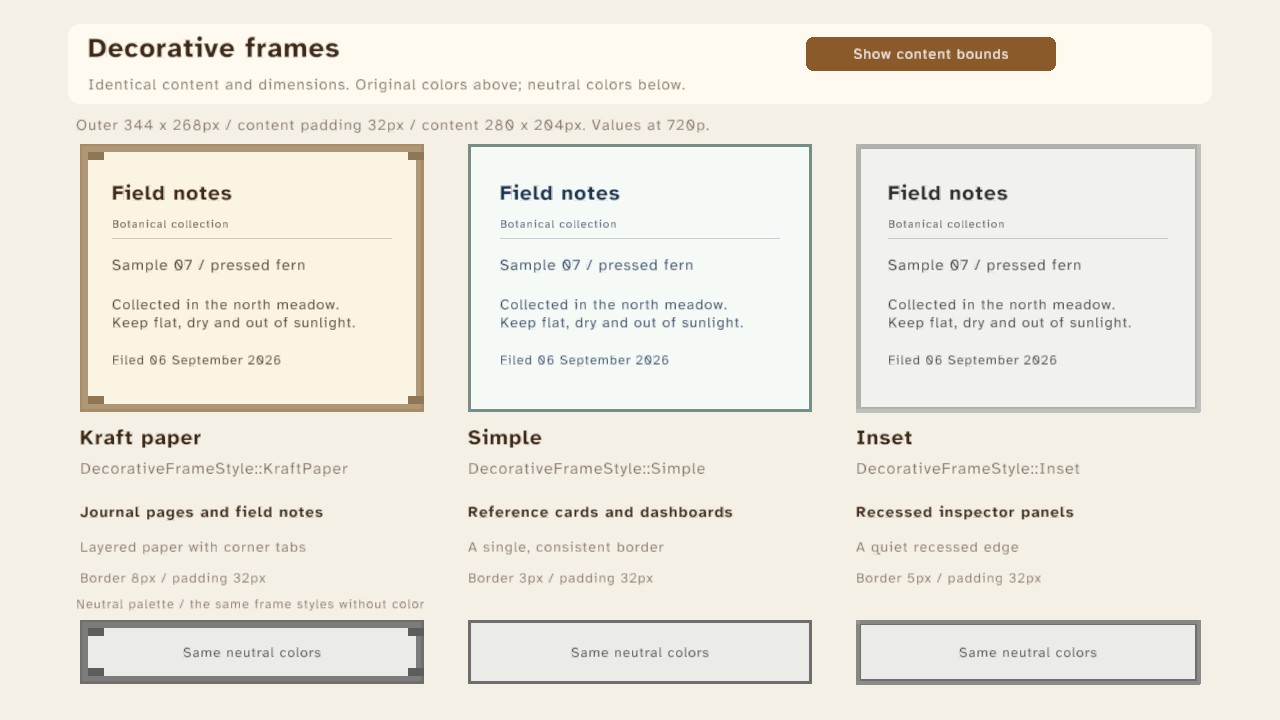 Decorative frames
Show content bounds
Identical content and dimensions. Original colors above; neutral colors below.
Outer 344 x 268px / content padding 32px / content 280 x 204px. Values at 720p.
Field notes
Botanical collection
Sample 07 / pressed fern
Collected in the north meadow.
Keep flat, dry and out of sunlight.
Filed 06 September 2026
Field notes
Botanical collection
Sample 07 / pressed fern
Collected in the north meadow.
Keep flat, dry and out of sunlight.
Filed 06 September 2026
Field notes
Botanical collection
Sample 07 / pressed fern
Collected in the north meadow.
Keep flat, dry and out of sunlight.
Filed 06 September 2026
Kraft paper
DecorativeFrameStyle::KraftPaper
Journal pages and field notes
Layered paper with corner tabs
Border 8px / padding 32px
Simple
DecorativeFrameStyle::Simple
Reference cards and dashboards
A single, consistent border
Border 3px / padding 32px
Inset
DecorativeFrameStyle::Inset
Recessed inspector panels
A quiet recessed edge
Border 5px / padding 32px
Neutral palette / the same frame styles without color
Same neutral colors
Same neutral colors
Same neutral colors